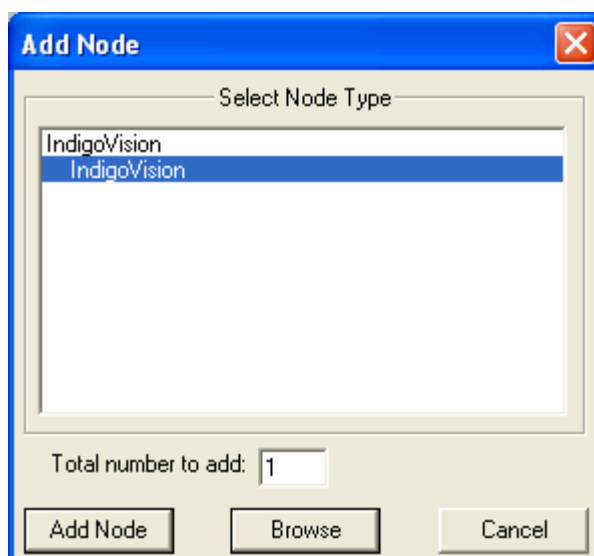 Add Node
Select Node Type
IndigoVision
IndigoVision
Total number to add: 1
Add Node Browse Cancel